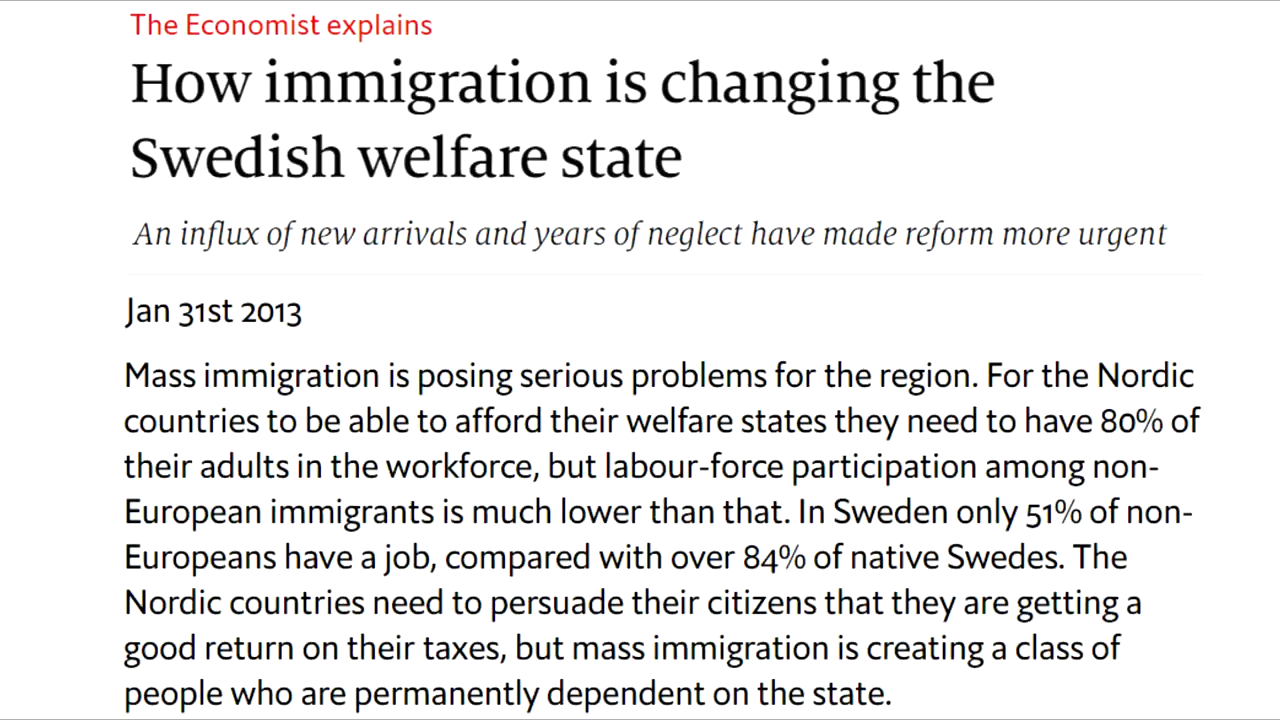 The Economist explains
How immigration is changing the
Swedish welfare state
An influx of new arrivals and years of neglect have made reform more urgent
Jan 31st 2013
Mass immigration is posing serious problems for the region. For the Nordic
countries to be able to afford their welfare states they need to have 80% of
their adults in the workforce, but labour-force participation among non-
European immigrants is much lower than that. In Sweden only 51% of non-
Europeans have a job, compared with over 84% of native Swedes. The
Nordic countries need to persuade their citizens that they are getting a
good return on their taxes, but mass immigration is creating a class of
people who are permanently dependent on the state.